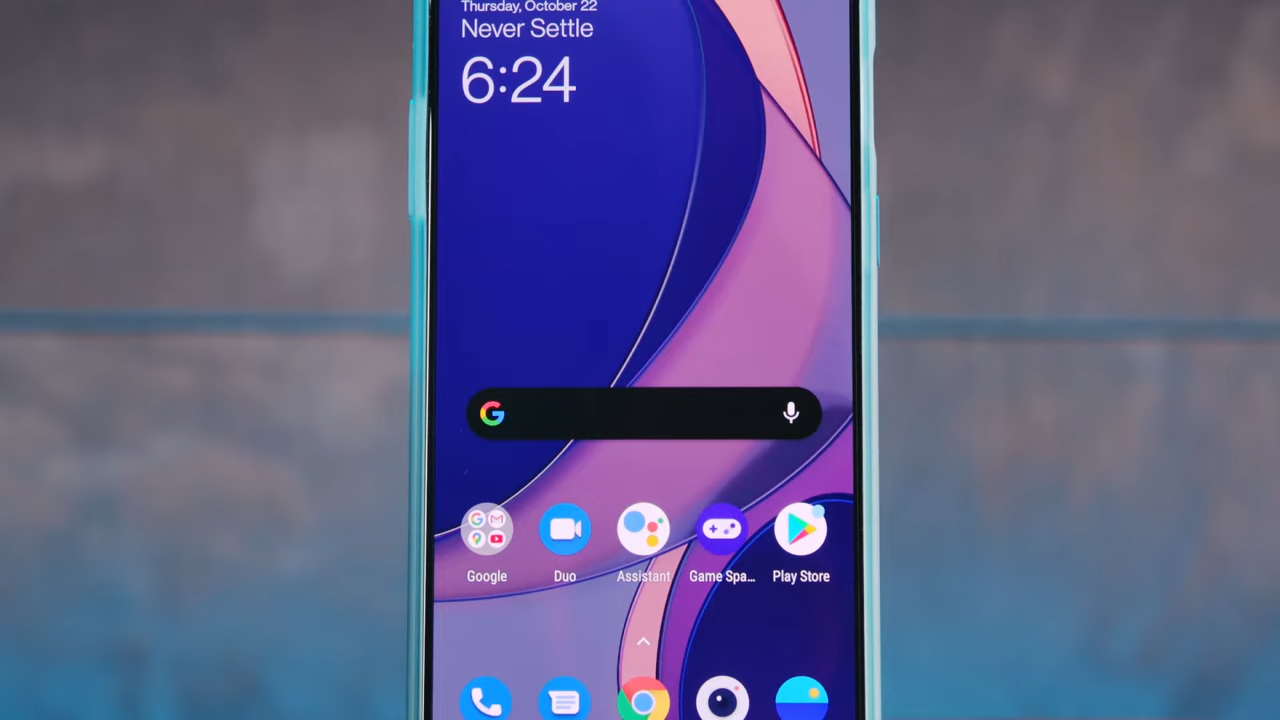 Thursday, October 22
Never Settle
6:24
Google
Duo
Assistant
Game Spa...
Play Store